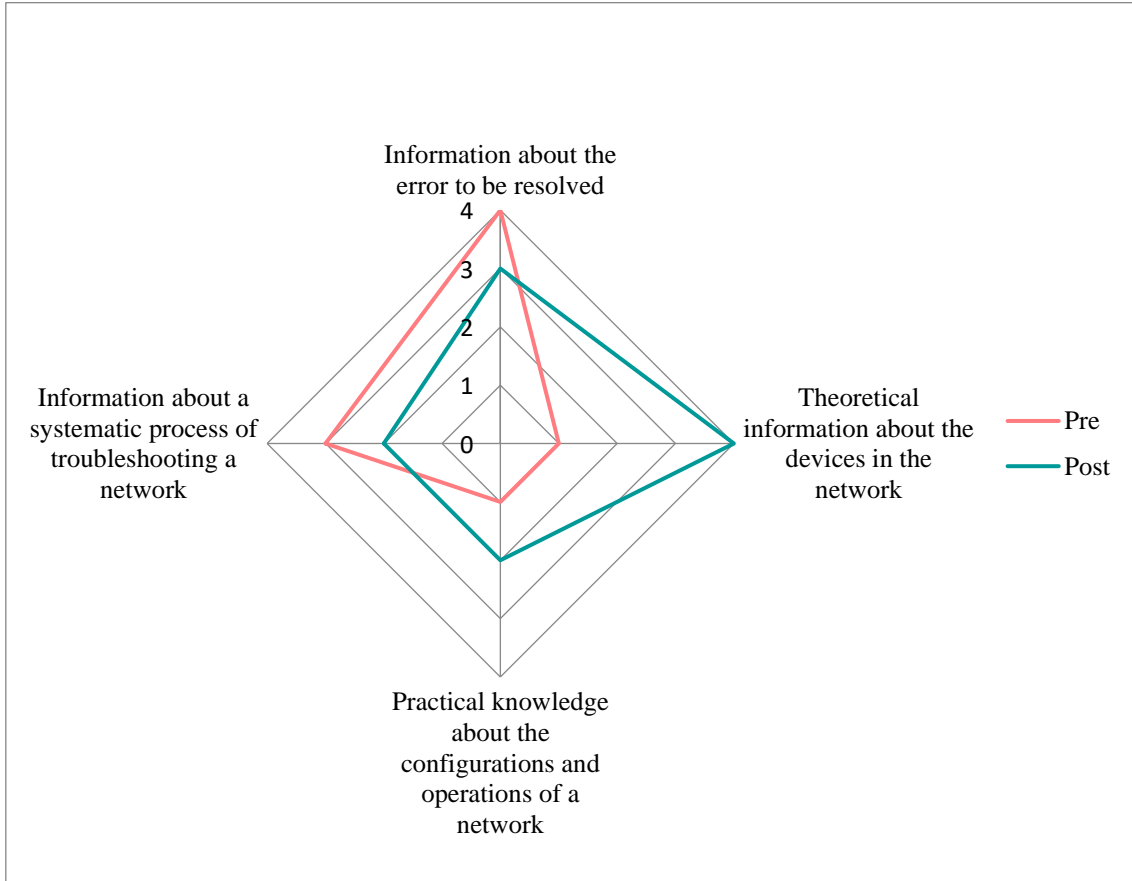 Information about the
error to be resolved
4
3
2
1
0
Information about a
systematic process of
troubleshooting a
network
Theoretical
information about the
devices in the
network
Pre
Post
Practical knowledge
about the
configurations and
operations of a
network